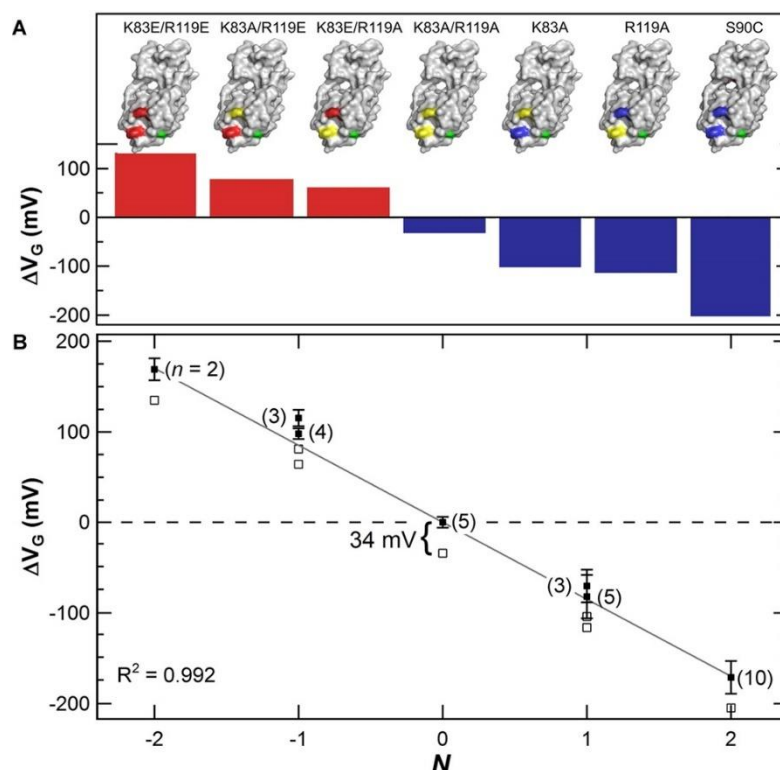 A
K83E/R119E K83A/R119E K83E/R119A K83A/R119A K83A R119A S90C
100
0
-100
-200
ΔV_G (mV)
B
200
100
0
-100
-200
ΔV_G (mV)
(n = 2)
(3)
(4)
(5)
34 mV {
(3)
(5)
(10)
R² = 0.992
-2 -1 0 1 2
N